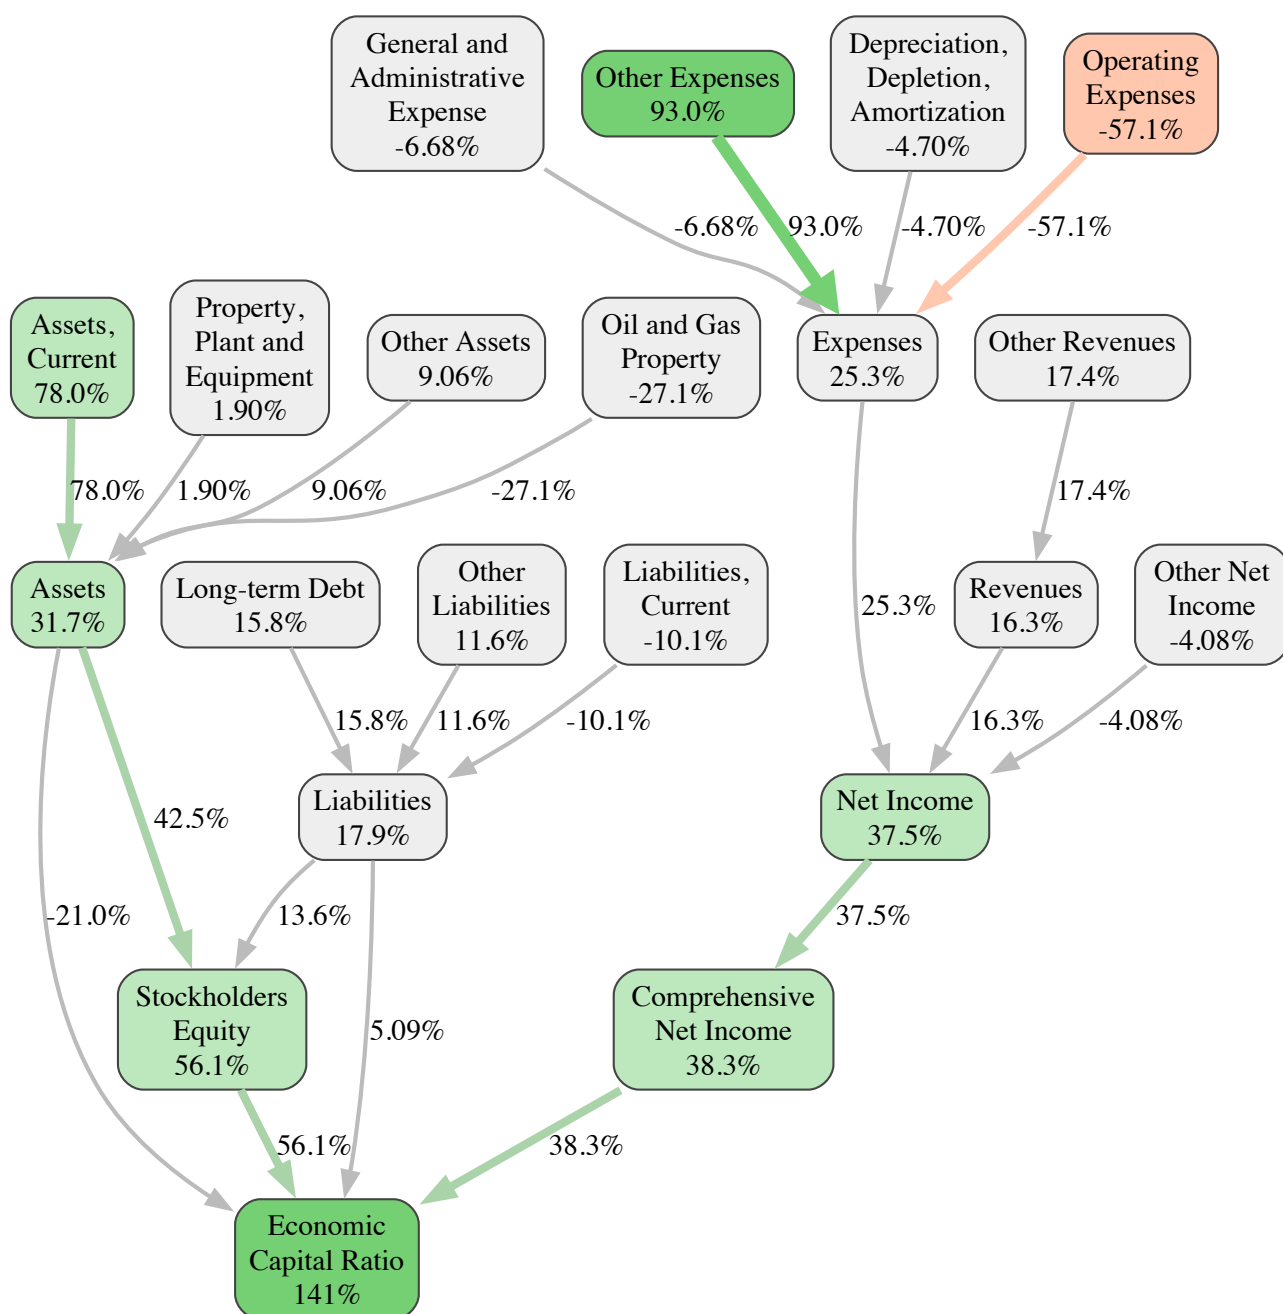 General and
Administrative
Expense
-6.68%
Other Expenses
93.0%
Depreciation,
Depletion,
Amortization
-4.70%
Operating
Expenses
-57.1%
-6.68%
93.0%
-4.70%
-57.1%
Assets,
Current
78.0%
Property,
Plant and
Equipment
1.90%
Other Assets
9.06%
Oil and Gas
Property
-27.1%
Expenses
25.3%
Other Revenues
17.4%
78.0%
1.90%
9.06%
-27.1%
17.4%
Assets
31.7%
Long-term Debt
15.8%
Other
Liabilities
11.6%
Liabilities,
Current
-10.1%
25.3%
Revenues
16.3%
Other Net
Income
-4.08%
15.8%
11.6%
-10.1%
16.3%
-4.08%
42.5%
Liabilities
17.9%
Net Income
37.5%
-21.0%
13.6%
37.5%
Stockholders
Equity
56.1%
5.09%
Comprehensive
Net Income
38.3%
56.1%
38.3%
Economic
Capital Ratio
141%